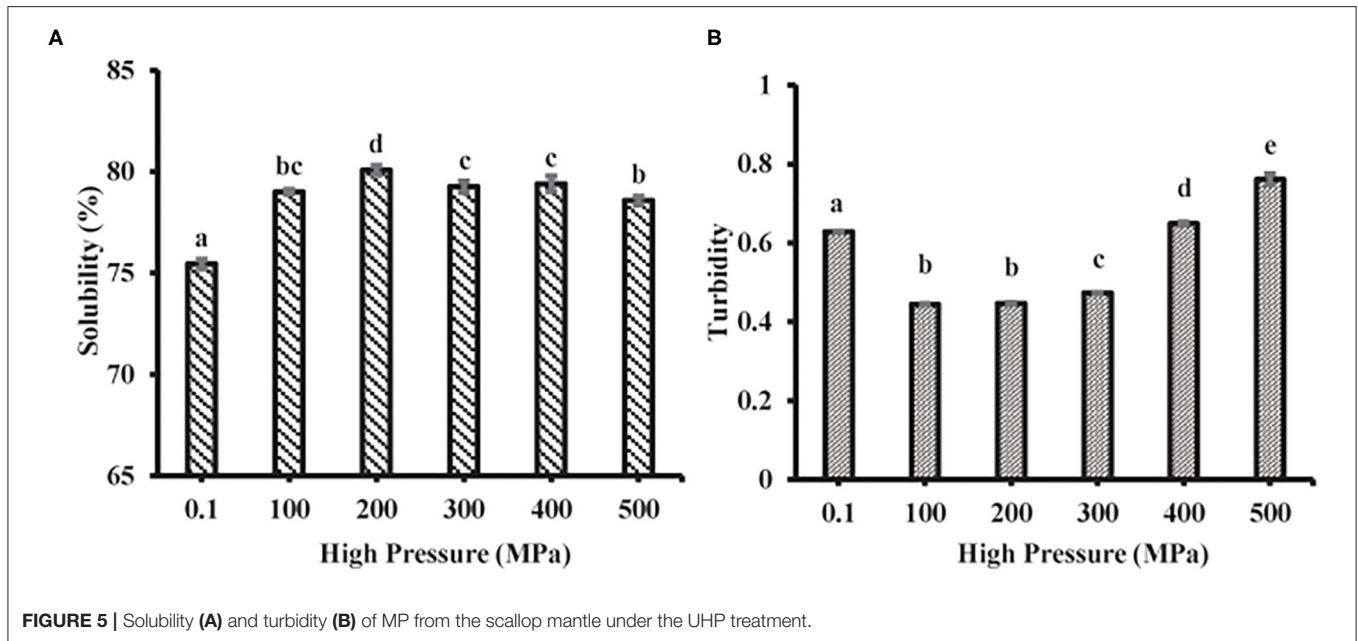 A
85
80
75
70
65
Solubility (%)
a
bc
d
c
c
b
0.1 100 200 300 400 500
High Pressure (MPa)
B
1
0.8
0.6
0.4
0.2
0
Turbidity
a
b
b
c
d
e
0.1 100 200 300 400 500
High Pressure (MPa)
FIGURE 5 | Solubility (A) and turbidity (B) of MP from the scallop mantle under the UHP treatment.